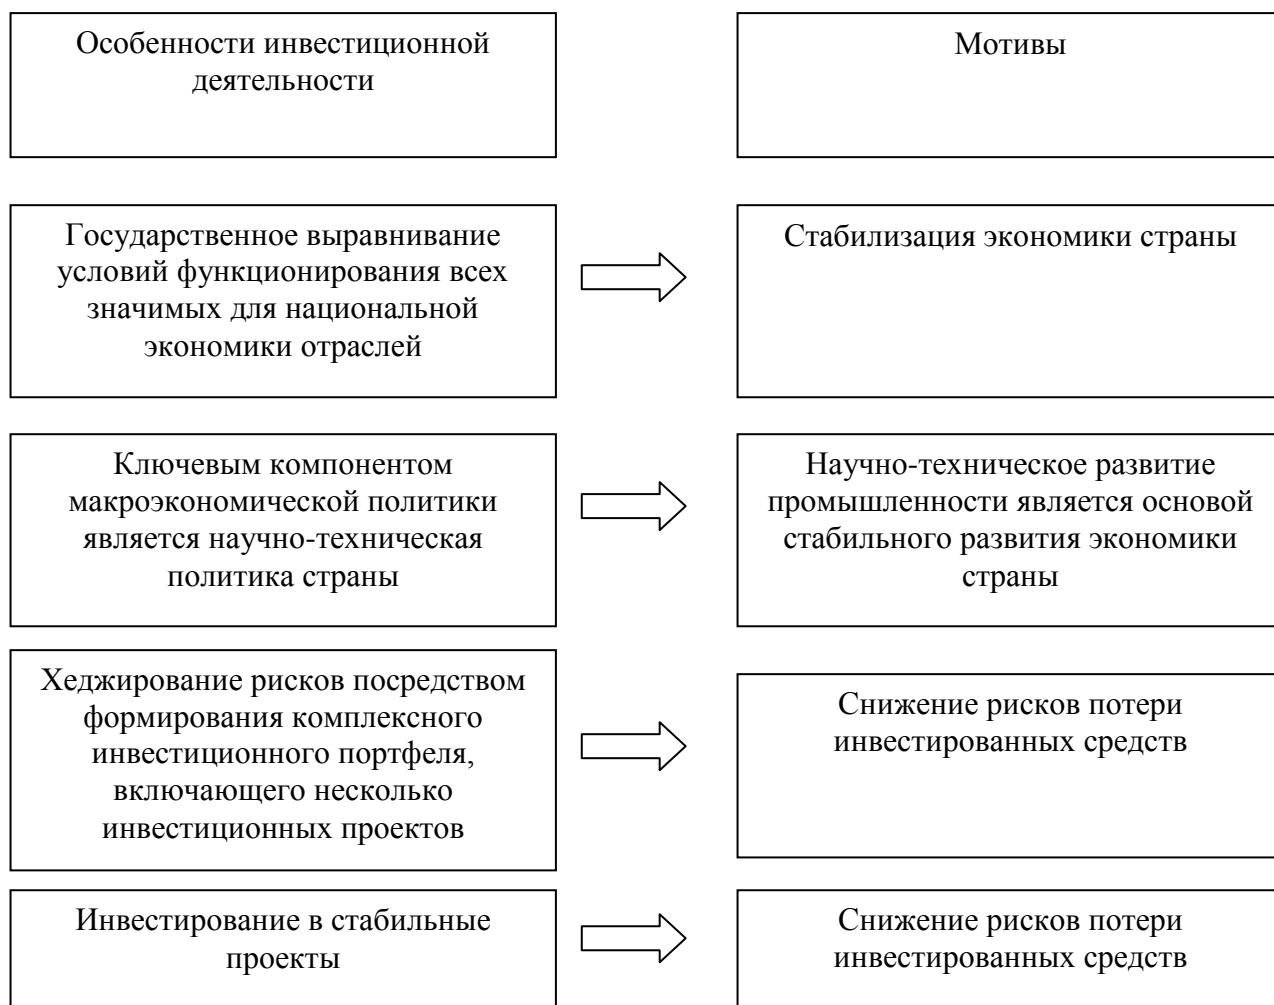 Особенности инвестиционной
деятельности
Мотивы
Государственное выравнивание
условий функционирования всех
значимых для национальной
экономики отраслей
Стабилизация экономики страны
Ключевым компонентом
макроэкономической политики
является научно-техническая
политика страны
Научно-техническое развитие
промышленности является основой
стабильного развития экономики
страны
Хеджирование рисков посредством
формирования комплексного
инвестиционного портфеля,
включающего несколько
инвестиционных проектов
Снижение рисков потери
инвестированных средств
Инвестирование в стабильные
проекты
Снижение рисков потери
инвестированных средств